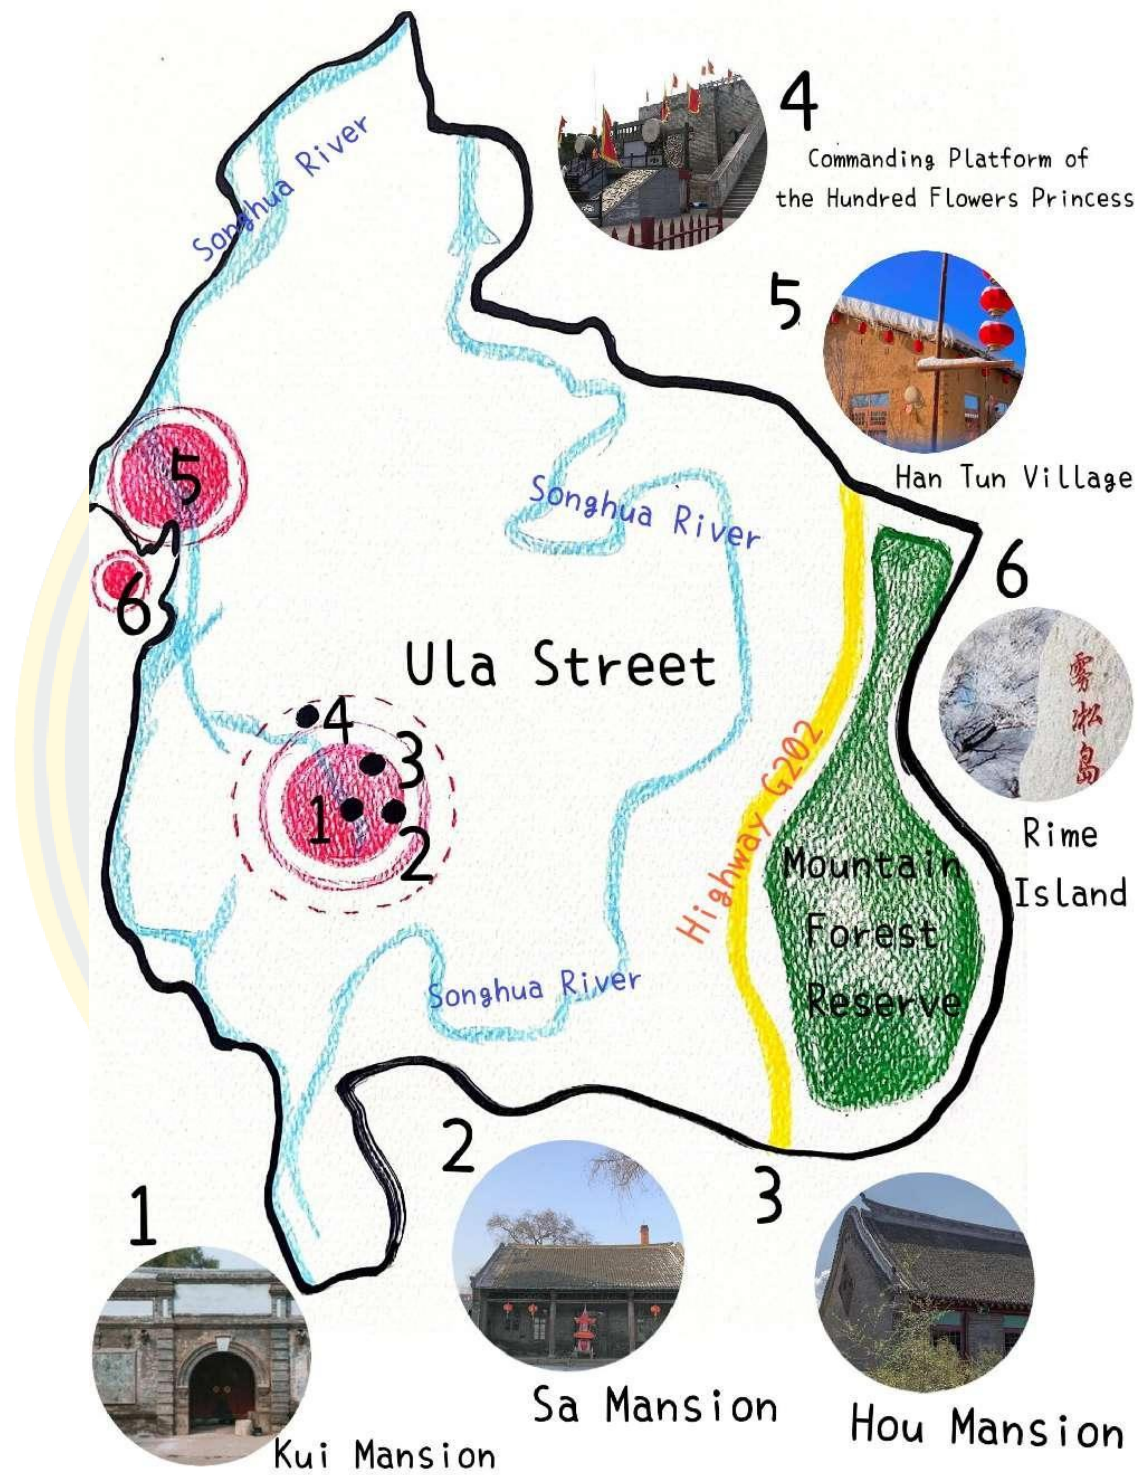 4
Commanding Platform of
the Hundred Flowers Princess
Songhua River
5
Han Tun Village
5
Songhua River
6
6
雾凇岛
Rime
Island
Ula Street
4
3
1
2
Highway G202
Mountain
Forest
Reserve
Songhua River
2
Sa Mansion
3
Hou Mansion
1
Kui Mansion